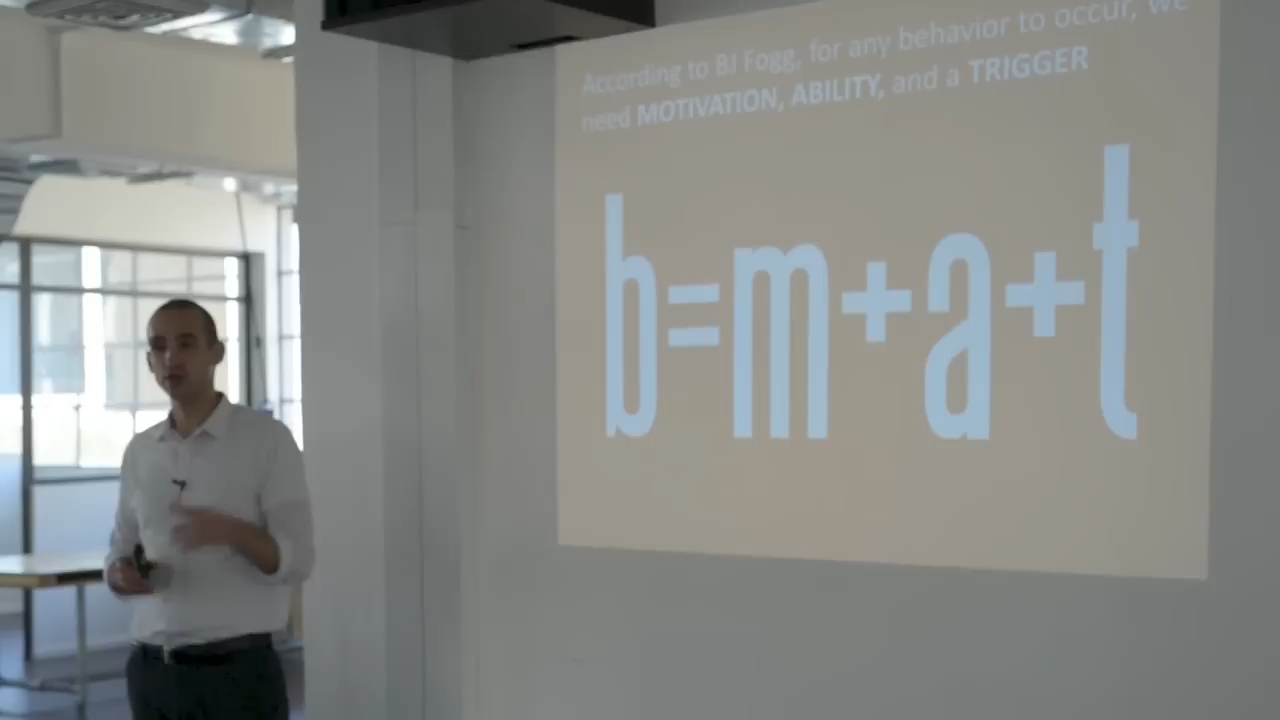 According to BJ Fogg, for any behavior to occur, we
need MOTIVATION, ABILITY, and a TRIGGER
b=m+a+t